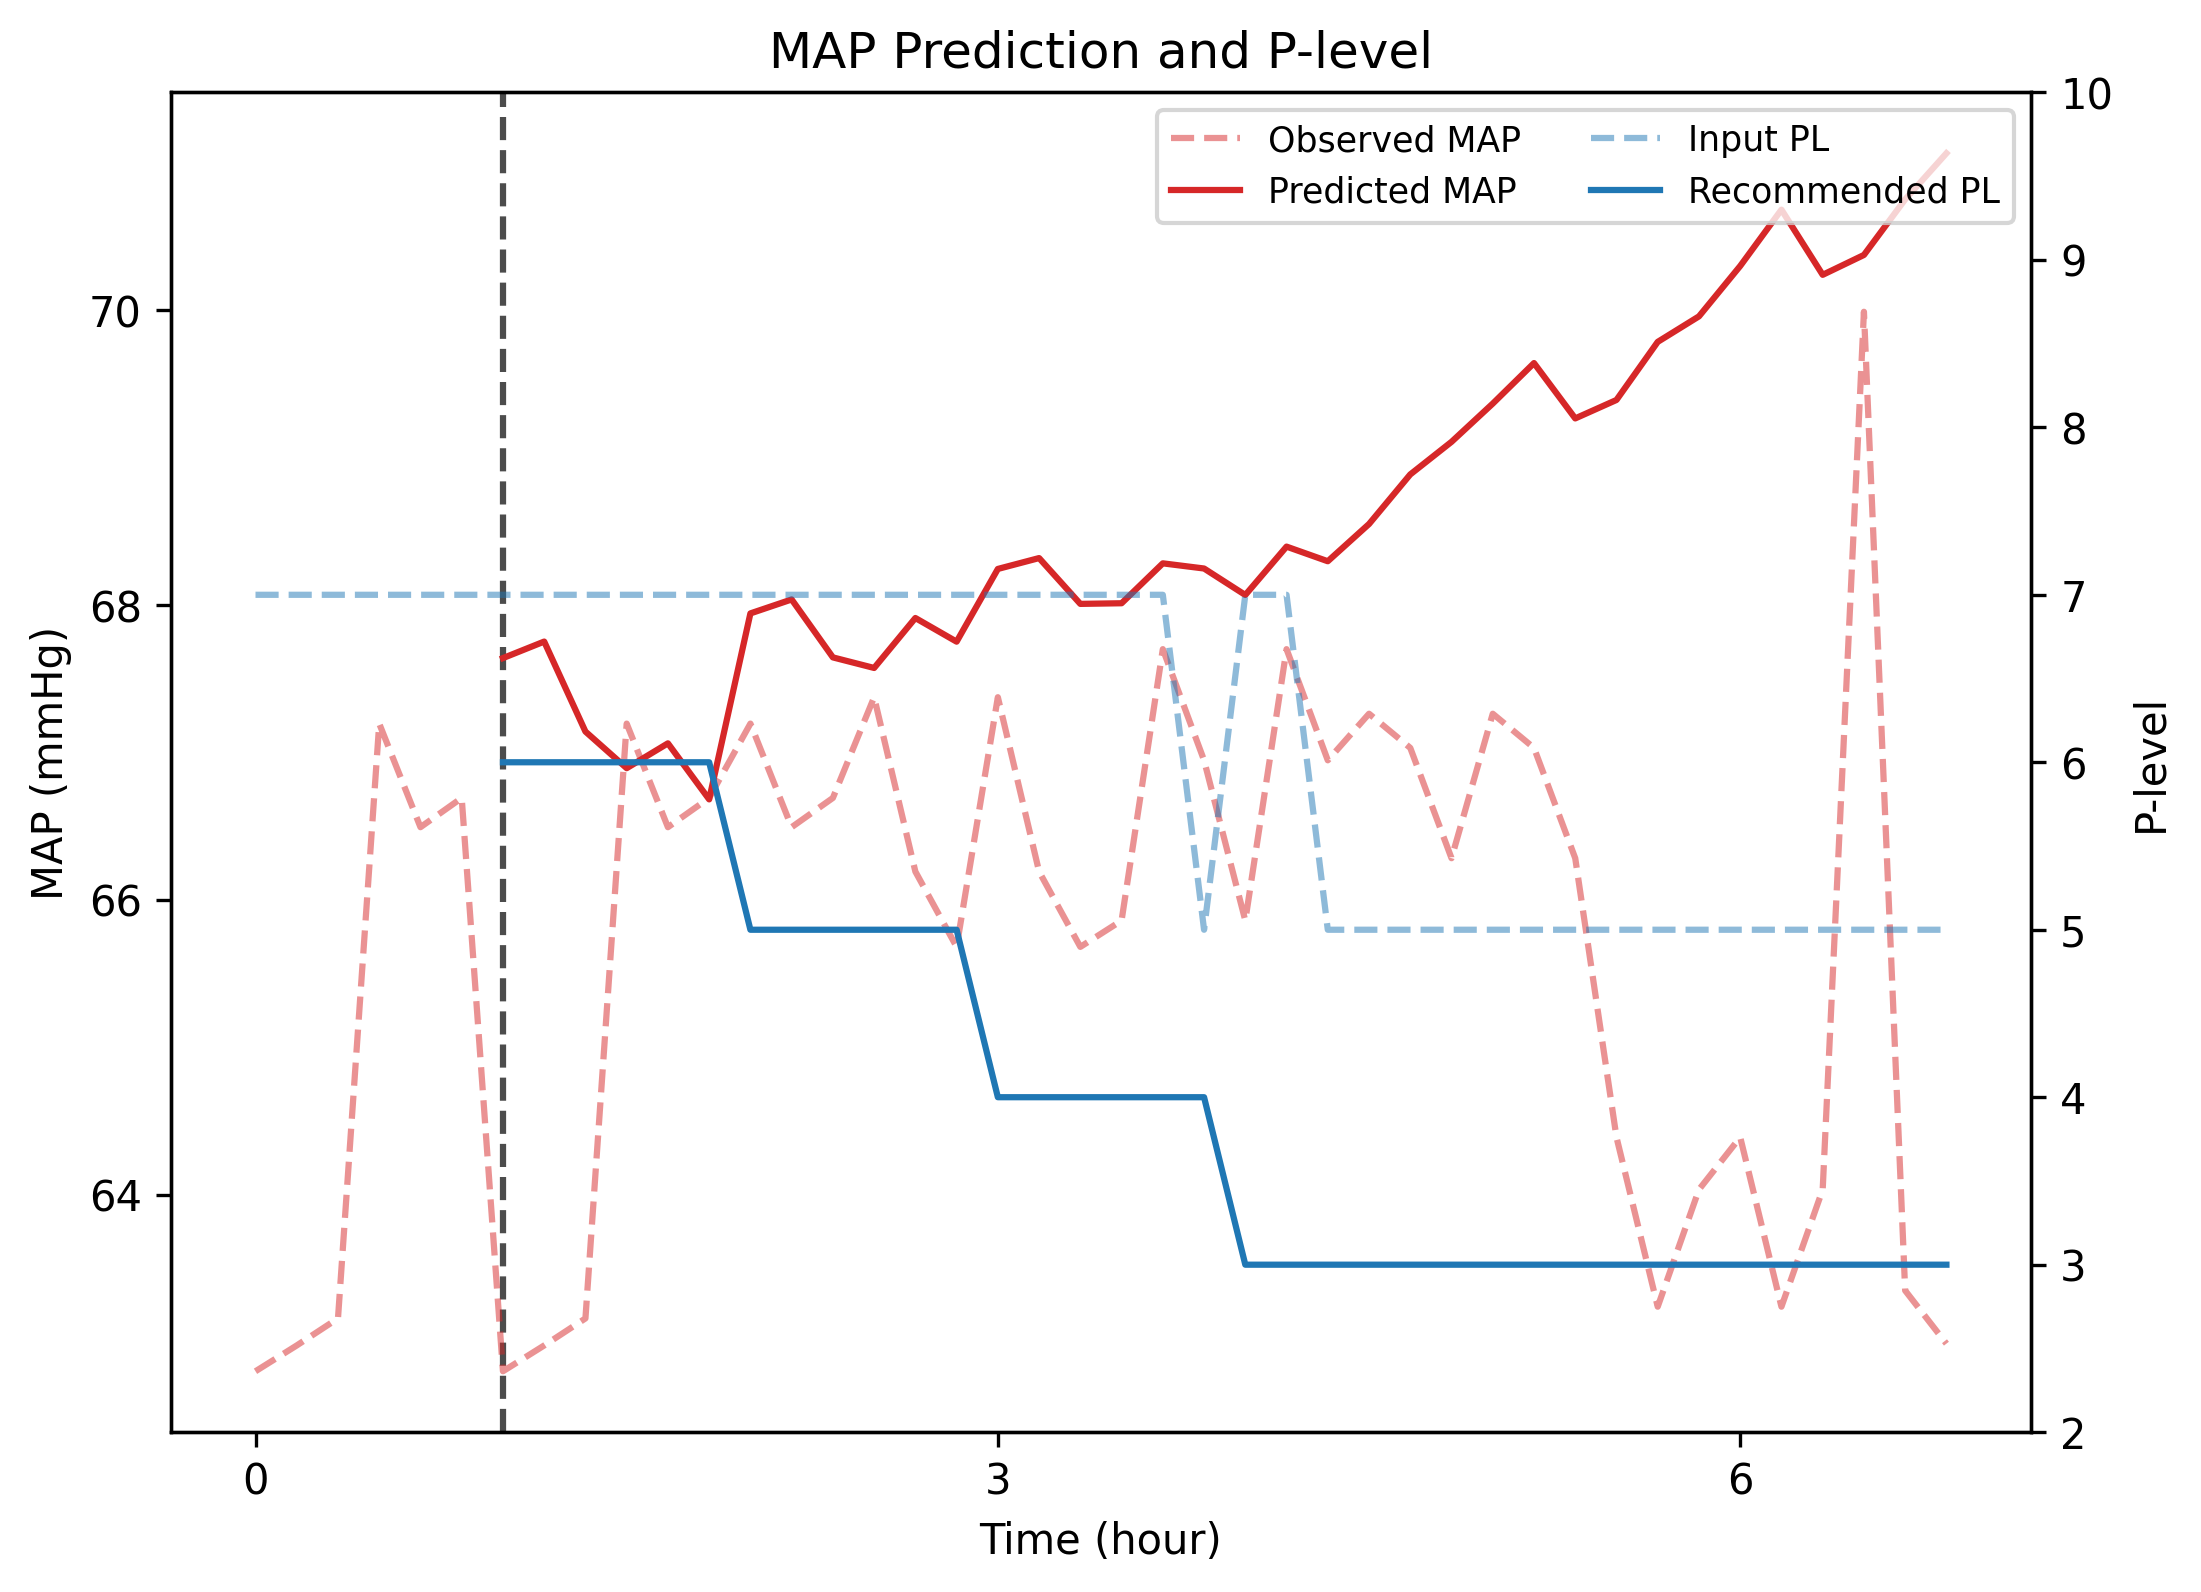 MAP Prediction and P-level
Observed MAP
Predicted MAP
Input PL
Recommended PL
70
68
66
64
MAP (mmHg)
10
9
8
7
6
5
4
3
2
P-level
0
3
6
Time (hour)